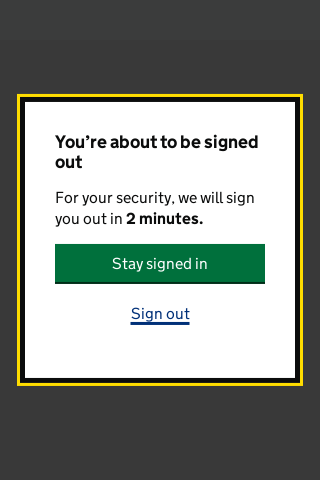 You’re about to be signed
out
For your security, we will sign
you out in 2 minutes.
Stay signed in
Sign out